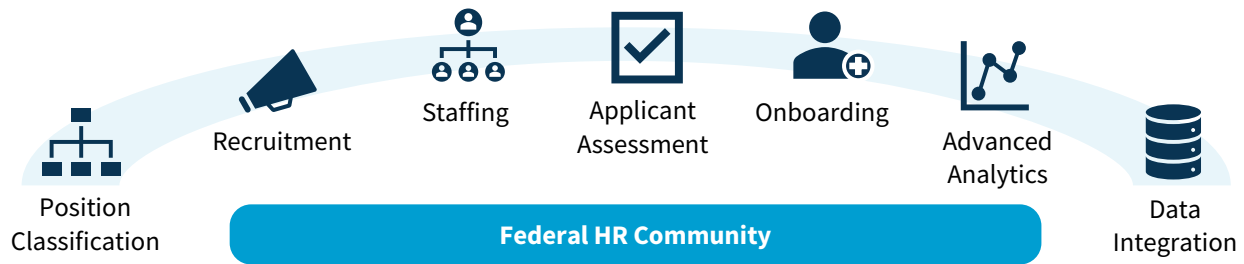 Position
Classification
Recruitment
Staffing
Applicant
Assessment
Onboarding
Advanced
Analytics
Data
Integration
Federal HR Community